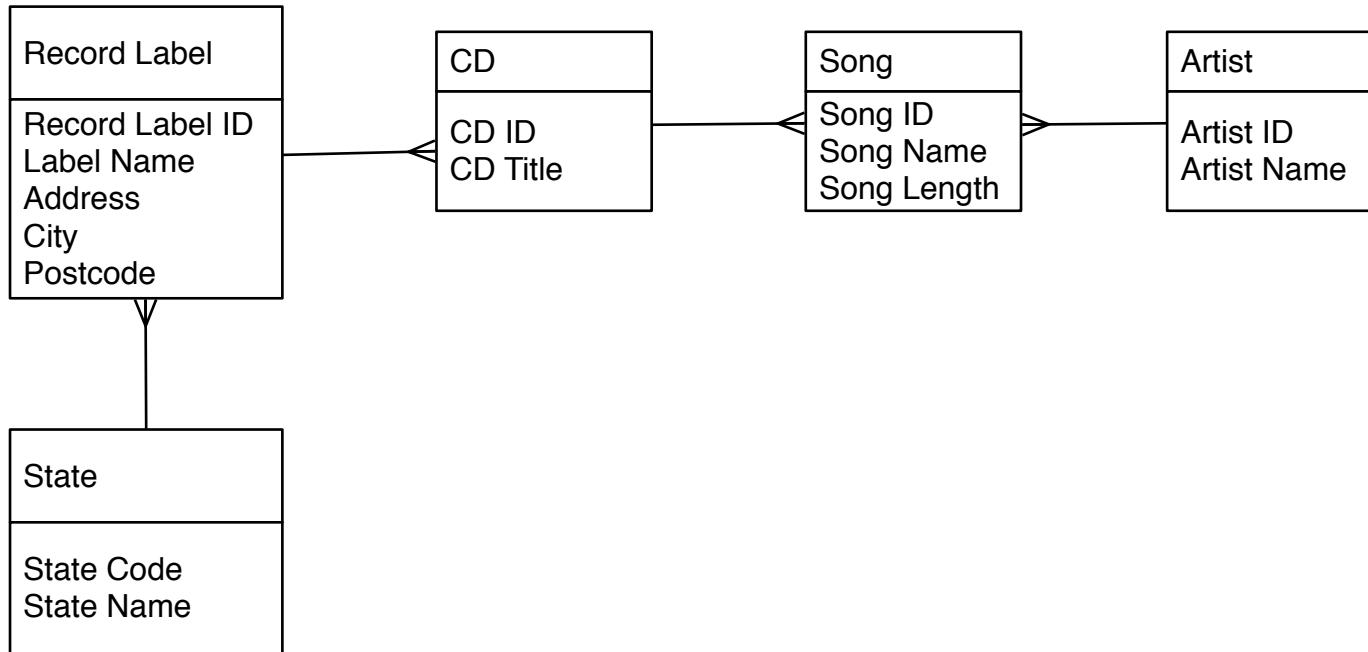 Record Label
Record Label ID
Label Name
Address
City
Postcode
CD
CD ID
CD Title
Song
Song ID
Song Name
Song Length
Artist
Artist ID
Artist Name
State
State Code
State Name